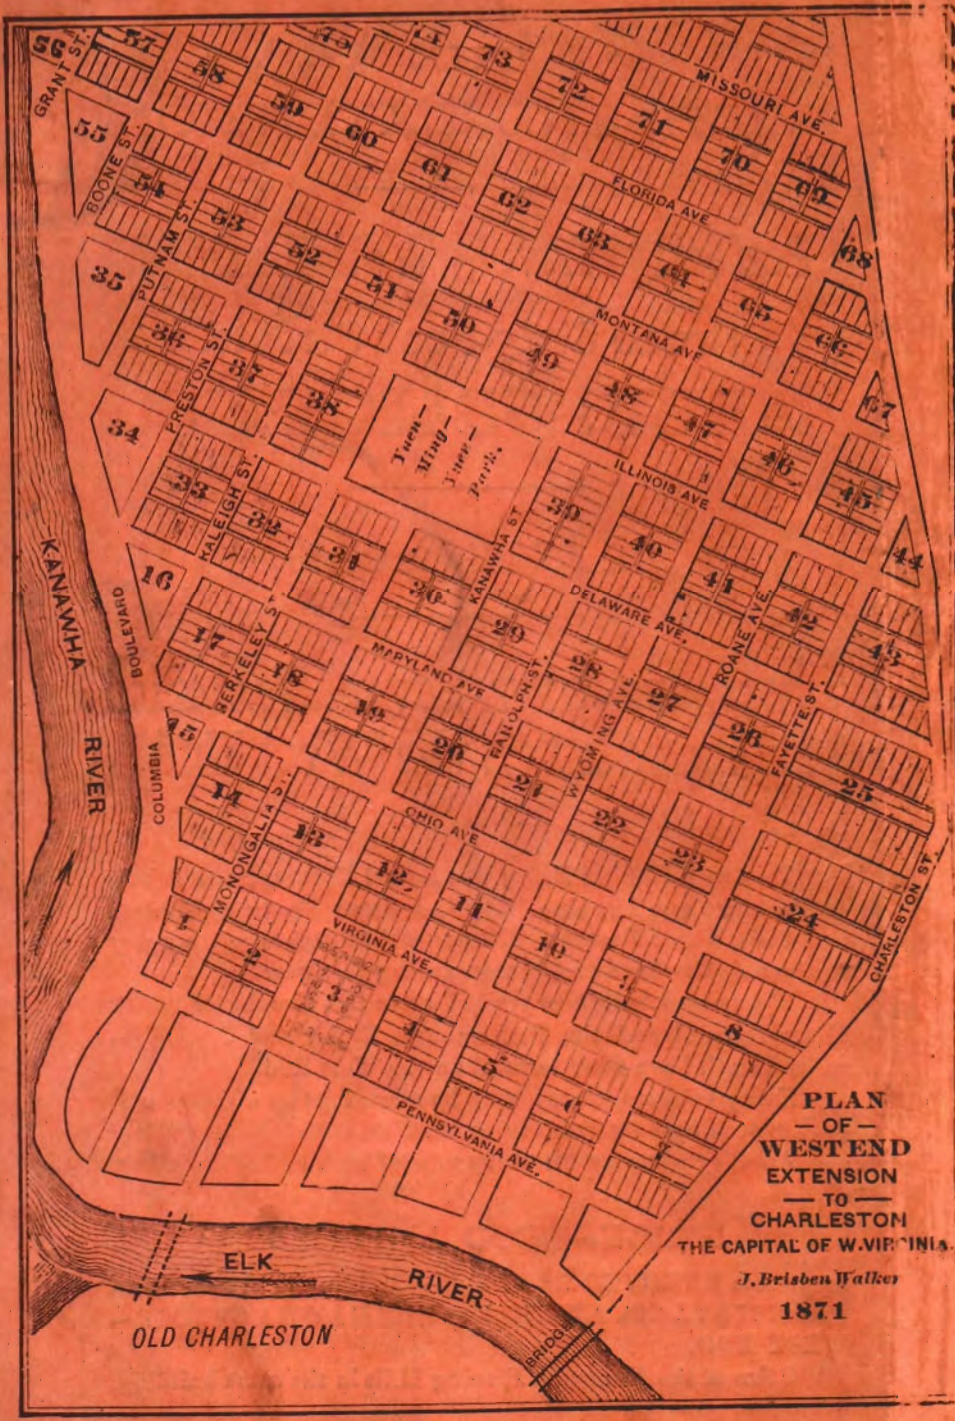 56
57
58
59
60
61
62
63
64
65
66
67
68
69
70
71
72
73
MISSOURI AVE.
GRANT ST.
55
BOONE ST.
54
53
52
51
50
49
48
47
46
45
44
FLORIDA AVE
PUTNAM ST.
35
36
37
38
MONTANA AVE
PRESTON ST.
Yuen-
Ming-
Yuen-
Park.
34
33
32
31
30
39
40
41
42
43
ILLINOIS AVE
RALEIGH ST.
KANAWHA ST
DELAWARE AVE.
ROANE AVE.
KANAWHA
RIVER
COLUMBIA
BOULEVARD
16
17
18
19
20
21
22
23
24
25
26
27
28
29
BERKELEY ST
MARYLAND AVE
RANDOLPH ST.
WYOMING AVE.
FAYETTE ST.
15
14
13
12
11
10
9
8
OHIO AVE
MONONGALIA ST.
CHARLESTON ST.
1
2
3
4
5
6
7
VIRGINIA AVE.
PENNSYLVANIA AVE.
PLAN
— OF —
WEST END
EXTENSION
— TO —
CHARLESTON
THE CAPITAL OF W.VIRGINIA.
J. Brisben Walker
1871
ELK
RIVER
BRIDG
OLD CHARLESTON